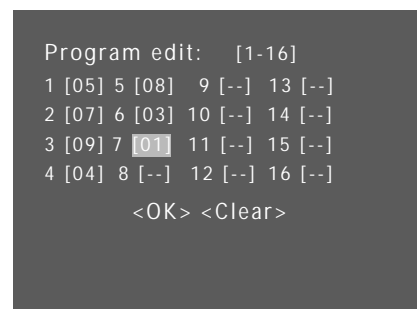 Program edit: [1-16]
1 [05] 5 [08] 9 [--] 13 [--]
2 [07] 6 [03] 10 [--] 14 [--]
3 [09] 7 [01] 11 [--] 15 [--]
4 [04] 8 [--] 12 [--] 16 [--]
<OK> <Clear>